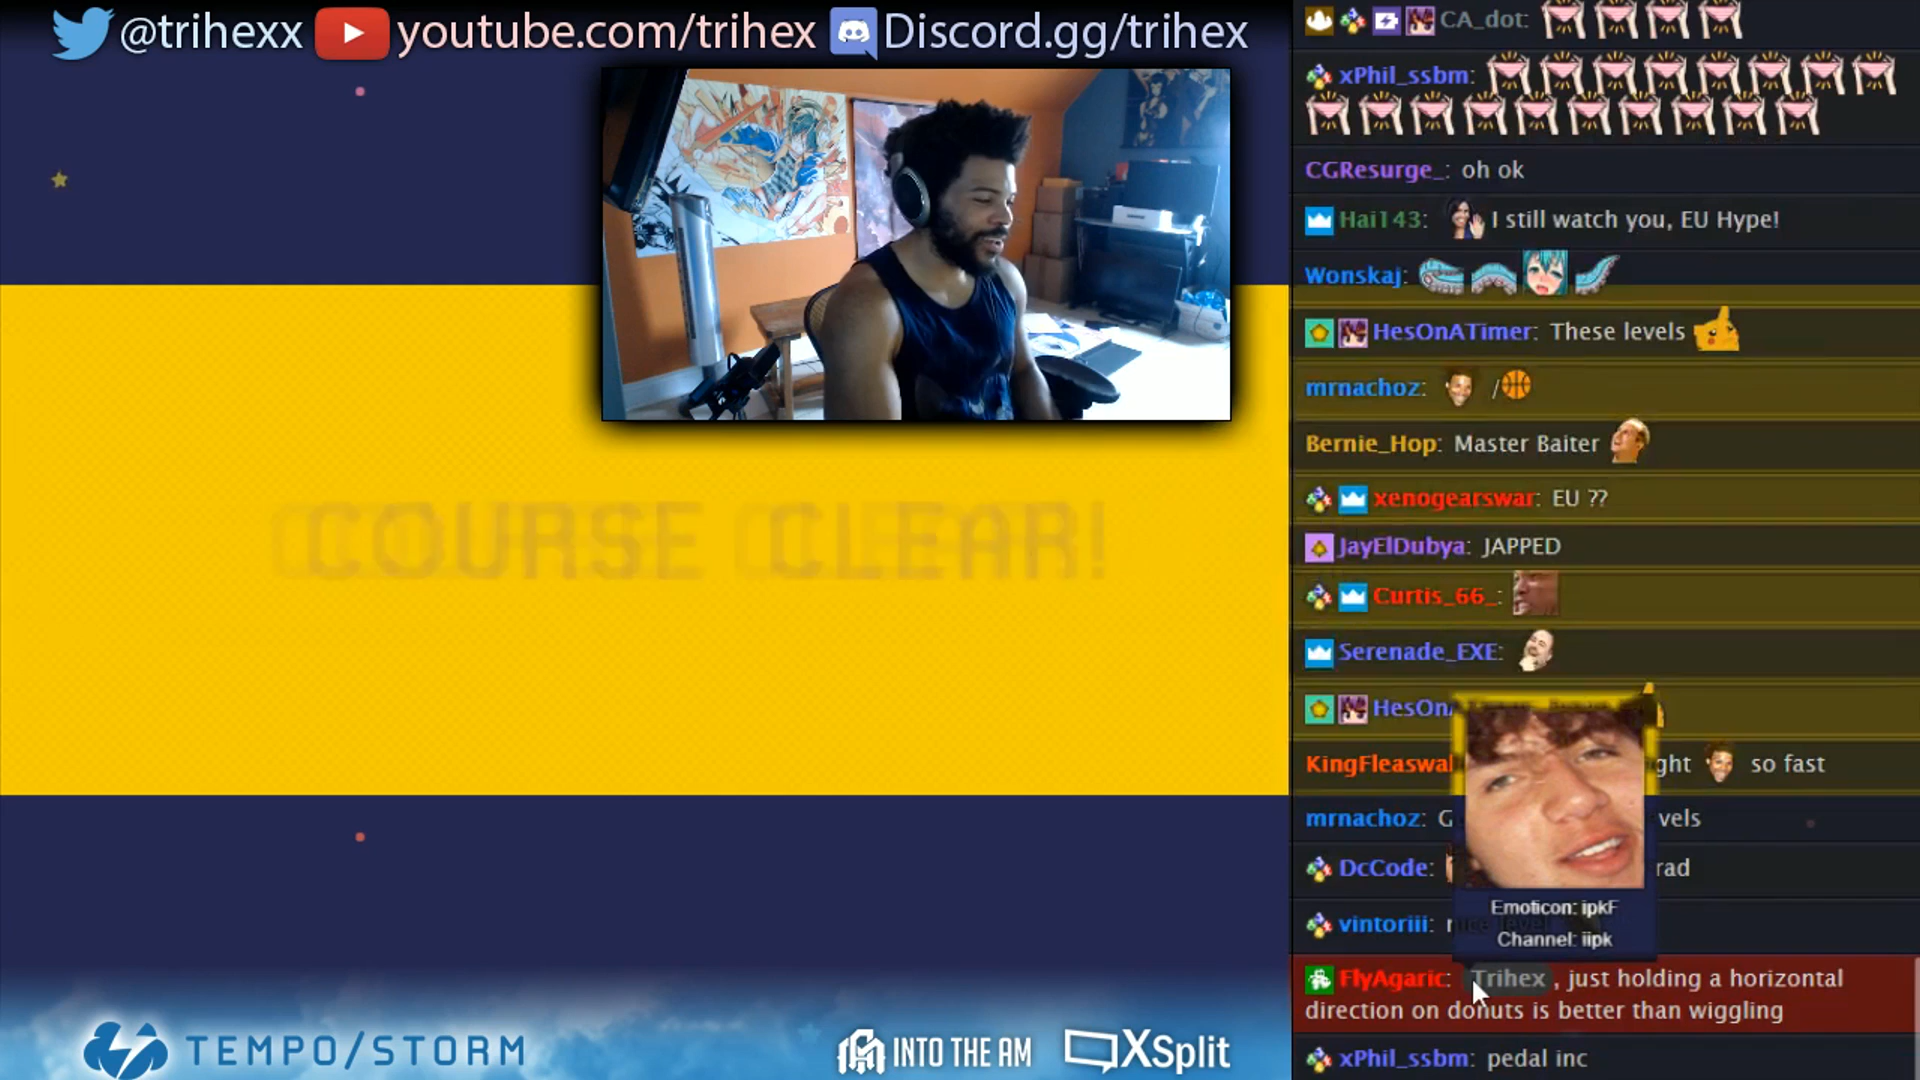 @trihexx youtube.com/trihex Discord.gg/trihex
COURSE CLEAR!
TEMPO/STORM
INTO THE AM
XSplit
CA_dot:
xPhil_ssbm:
CGResurge_: oh ok
Hai143: I still watch you, EU Hype!
Wonskaj:
HesOnATimer: These levels
mrnachoz: /
Bernie_Hop: Master Baiter
xenogearswar: EU ??
JayElDubya: JAPPED
Curtis_66_:
Serenade_EXE:
HesOn
KingFleaswal ght so fast
mrnachoz: G vels
DcCode: rad
vintoriii: nice level
Emoticon: ipkF
Channel: iipk
FlyAgaric: Trihex , just holding a horizontal
direction on donuts is better than wiggling
xPhil_ssbm: pedal inc